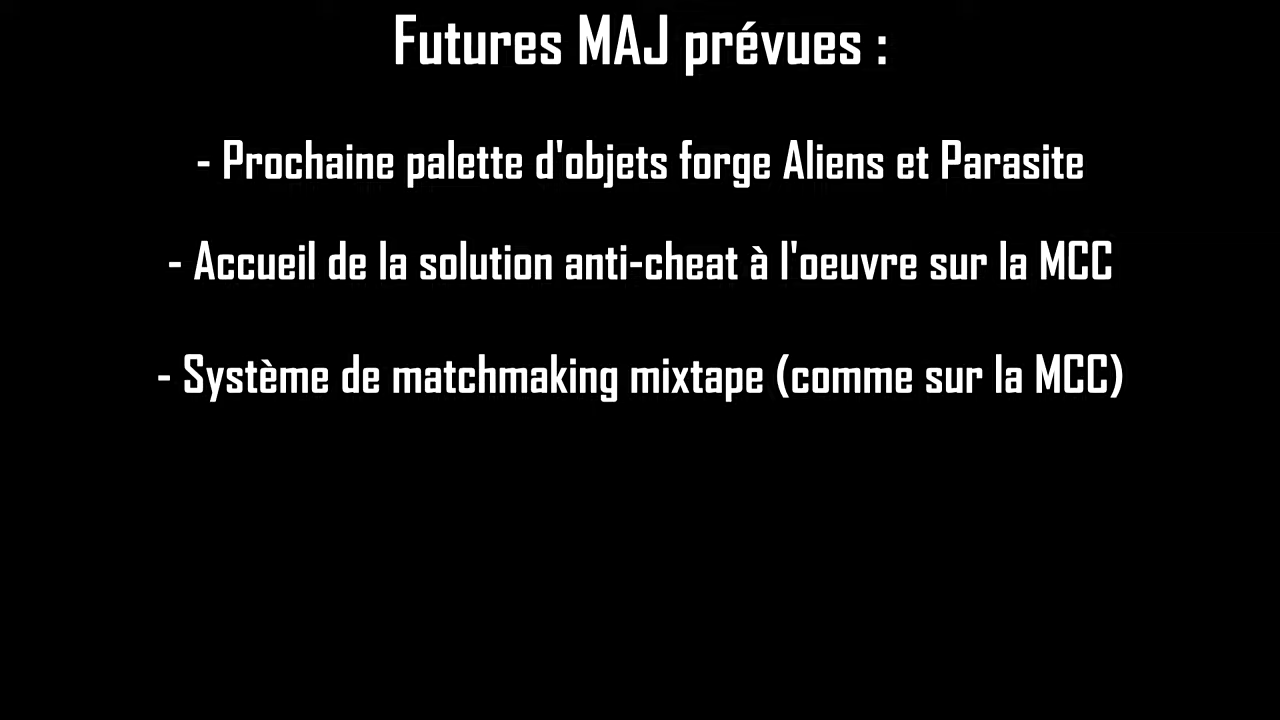 Futures MAJ prévues :
- Prochaine palette d'objets forge Aliens et Parasite
- Accueil de la solution anti-cheat à l'oeuvre sur la MCC
- Système de matchmaking mixtape (comme sur la MCC)